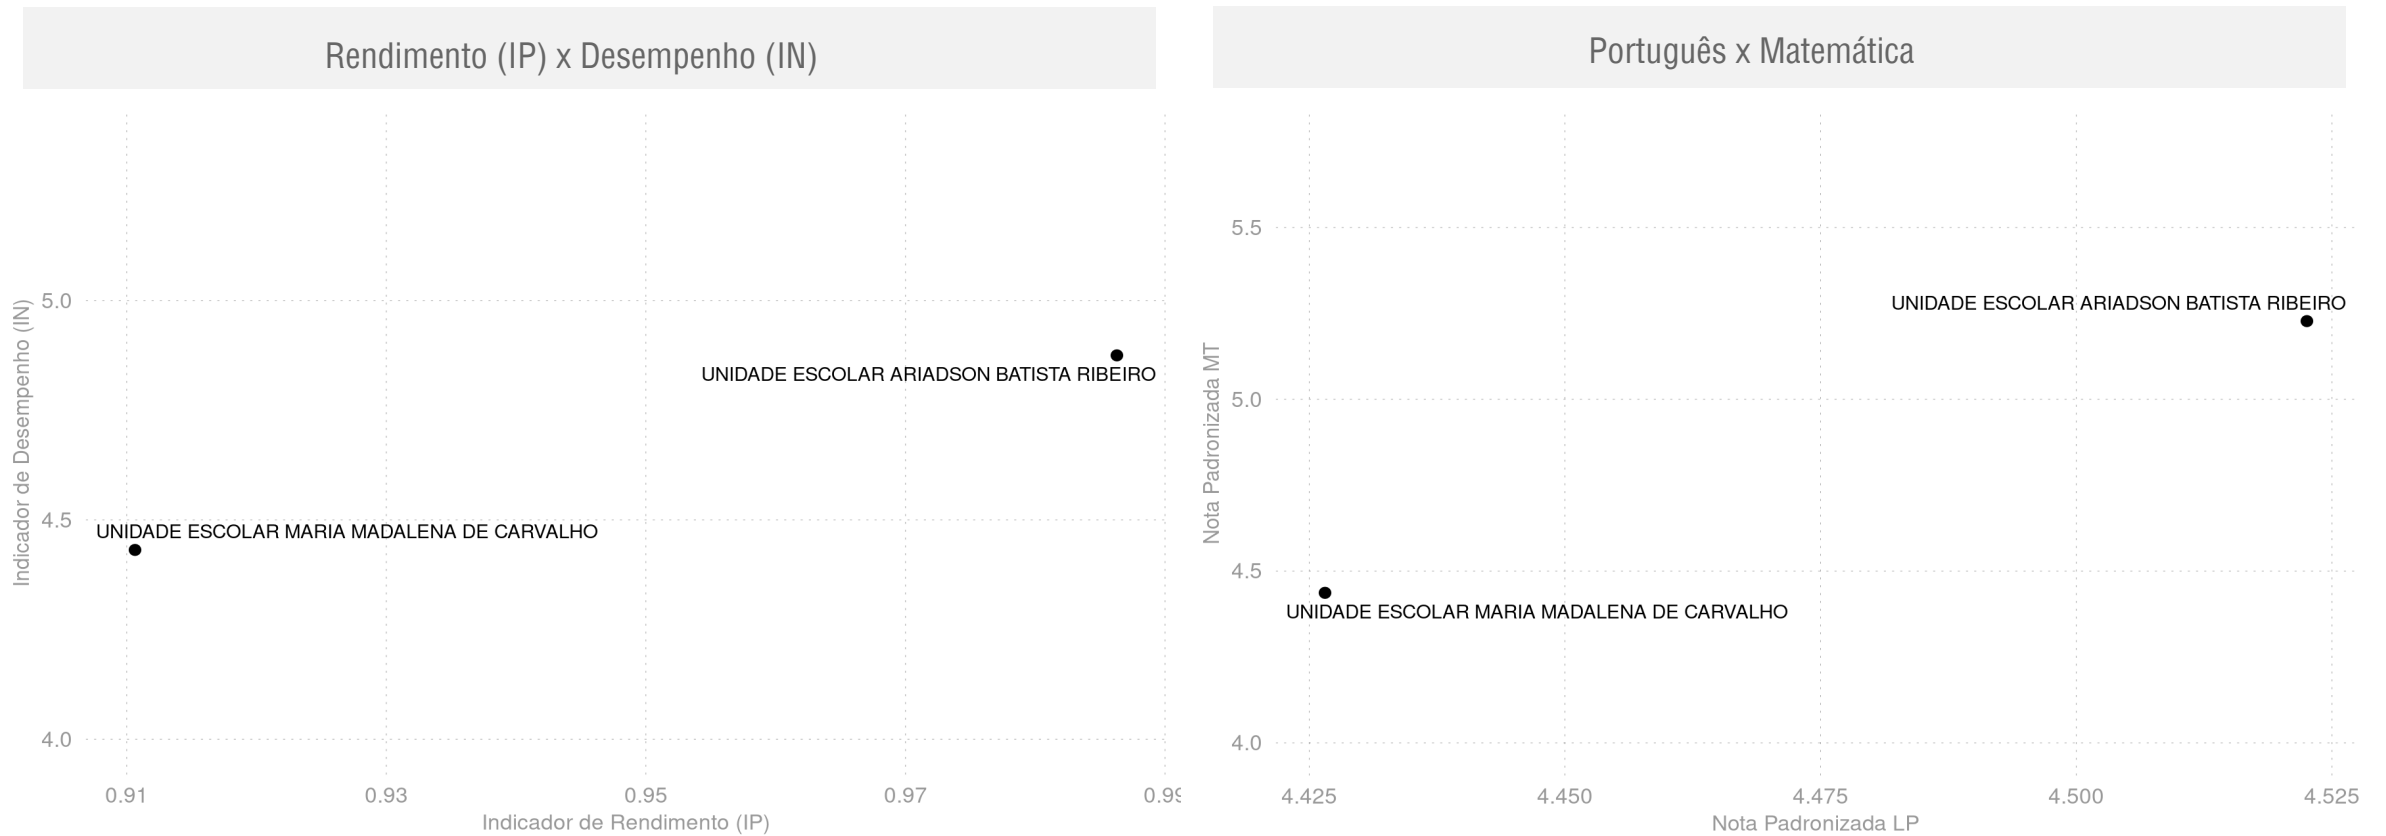 Rendimento (IP) x Desempenho (IN)
Indicador de Desempenho (IN)
5.0
4.5
4.0
UNIDADE ESCOLAR ARIADSON BATISTA RIBEIRO
UNIDADE ESCOLAR MARIA MADALENA DE CARVALHO
0.91
0.93
0.95
0.97
Indicador de Rendimento (IP)
Português x Matemática
Nota Padronizada MT
5.5
5.0
4.5
4.0
UNIDADE ESCOLAR ARIADSON BATISTA RIBEIRO
UNIDADE ESCOLAR MARIA MADALENA DE CARVALHO
4.425
4.450
4.475
4.500
4.525
Nota Padronizada LP